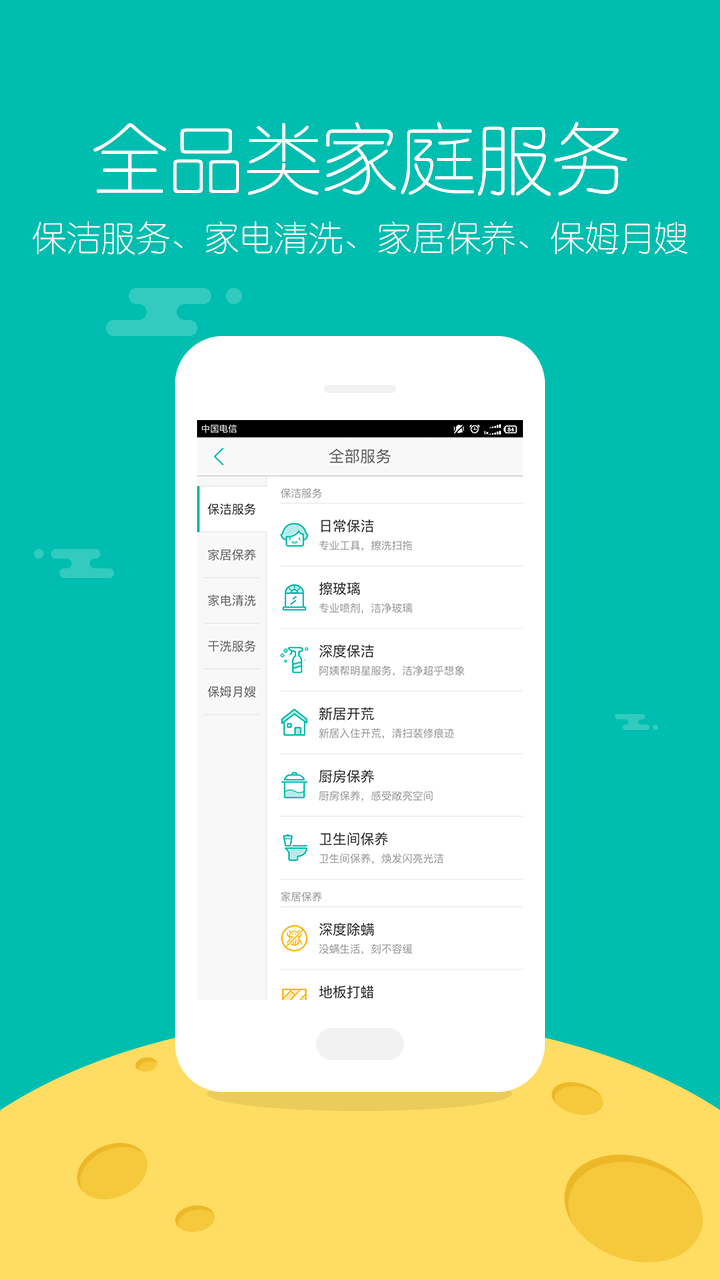 全品类家庭服务
保洁服务、家电清洗、家居保养、保姆月嫂
中国电信
64
全部服务
保洁服务
家居保养
家电清洗
干洗服务
保姆月嫂
保洁服务
日常保洁
专业工具，擦洗扫拖
擦玻璃
专业喷剂，洁净玻璃
深度保洁
阿姨帮明星服务，洁净超乎想象
新居开荒
新居入住开荒，清扫装修痕迹
厨房保养
厨房保养，感受敞亮空间
卫生间保养
卫生间保养，焕发闪亮光洁
家居保养
深度除螨
没螨生活，刻不容缓
地板打蜡